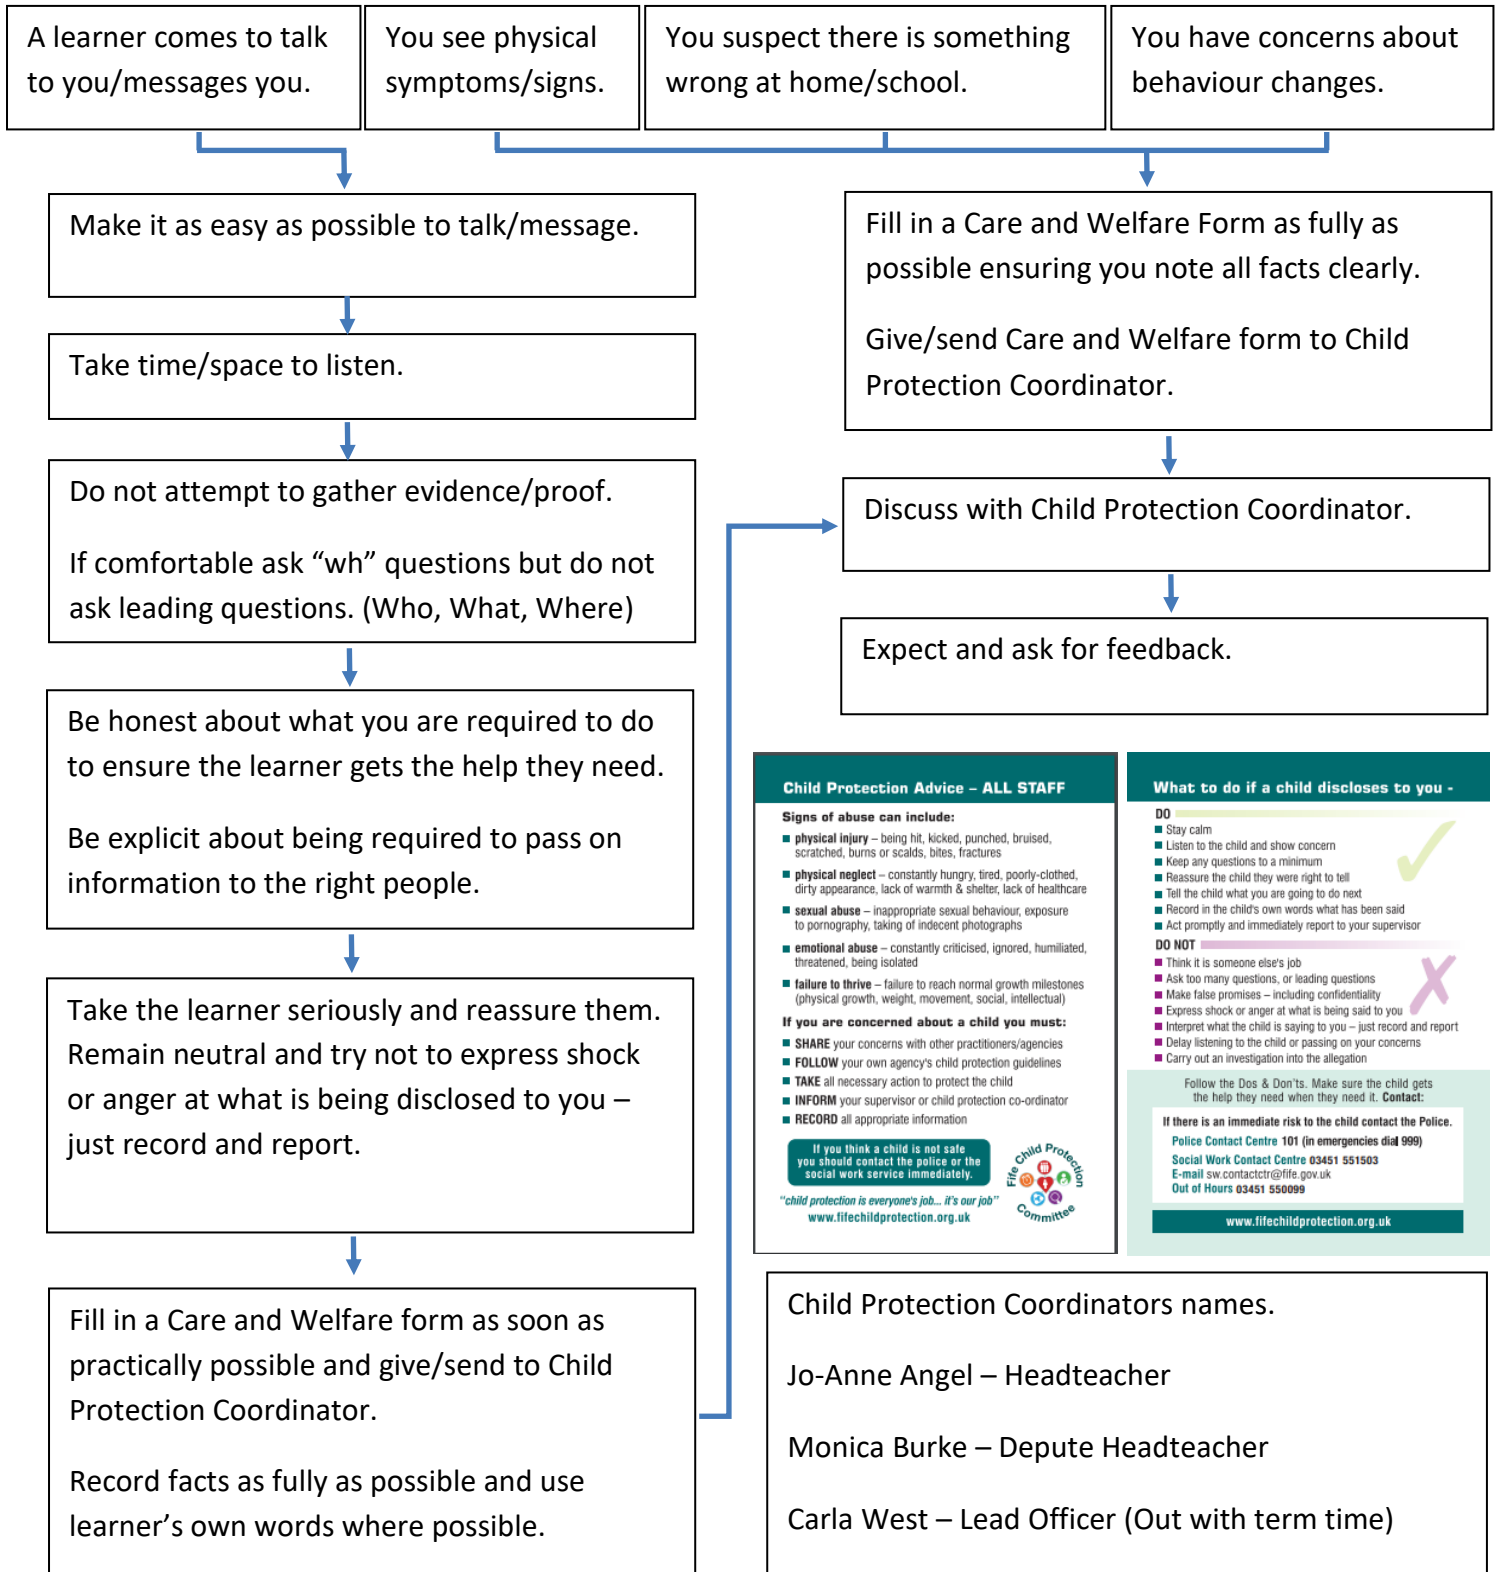 A learner comes to talk
to you/messages you.
You see physical
symptoms/signs.
You suspect there is something
wrong at home/school.
You have concerns about
behaviour changes.
Make it as easy as possible to talk/message.
Take time/space to listen.
Do not attempt to gather evidence/proof.
If comfortable ask “wh” questions but do not
ask leading questions. (Who, What, Where)
Be honest about what you are required to do
to ensure the learner gets the help they need.
Be explicit about being required to pass on
information to the right people.
Take the learner seriously and reassure them.
Remain neutral and try not to express shock
or anger at what is being disclosed to you –
just record and report.
Fill in a Care and Welfare form as soon as
practically possible and give/send to Child
Protection Coordinator.
Record facts as fully as possible and use
learner’s own words where possible.
Fill in a Care and Welfare Form as fully as
possible ensuring you note all facts clearly.
Give/send Care and Welfare form to Child
Protection Coordinator.
Discuss with Child Protection Coordinator.
Expect and ask for feedback.
Child Protection Advice – ALL STAFF
Signs of abuse can include:
physical injury – being hit, kicked, punched, bruised,
scratched, burns or scalds, bites, fractures
physical neglect – constantly hungry, tired, poorly-clothed,
dirty appearance, lack of warmth & shelter, lack of healthcare
sexual abuse – inappropriate sexual behaviour, exposure
to pornography, taking of indecent photographs
emotional abuse – constantly criticised, ignored, humiliated,
threatened, being isolated
failure to thrive – failure to reach normal growth milestones
(physical growth, weight, movement, social, intellectual)
If you are concerned about a child you must:
SHARE your concerns with other practitioners/agencies
FOLLOW your own agency's child protection guidelines
TAKE all necessary action to protect the child
INFORM your supervisor or child protection co-ordinator
RECORD all appropriate information
If you think a child is not safe
you should contact the police or the
social work service immediately.
"child protection is everyone's job... it's our job"
www.fifechildprotection.org.uk
Fife Child Protection
Committee
What to do if a child discloses to you -
DO
Stay calm
Listen to the child and show concern
Keep any questions to a minimum
Reassure the child they were right to tell
Tell the child what you are going to do next
Record in the child's own words what has been said
Act promptly and immediately report to your supervisor
DO NOT
Think it is someone else's job
Ask too many questions, or leading questions
Make false promises – including confidentiality
Express shock or anger at what is being said to you
Interpret what the child is saying to you – just record and report
Delay listening to the child or passing on your concerns
Carry out an investigation into the allegation
Follow the Dos & Don'ts. Make sure the child gets
the help they need when they need it. Contact:
If there is an immediate risk to the child contact the Police.
Police Contact Centre 101 (in emergencies dial 999)
Social Work Contact Centre 03451 551503
E-mail sw.contactctr@fife.gov.uk
Out of Hours 03451 550099
www.fifechildprotection.org.uk
Child Protection Coordinators names.
Jo-Anne Angel – Headteacher
Monica Burke – Depute Headteacher
Carla West – Lead Officer (Out with term time)